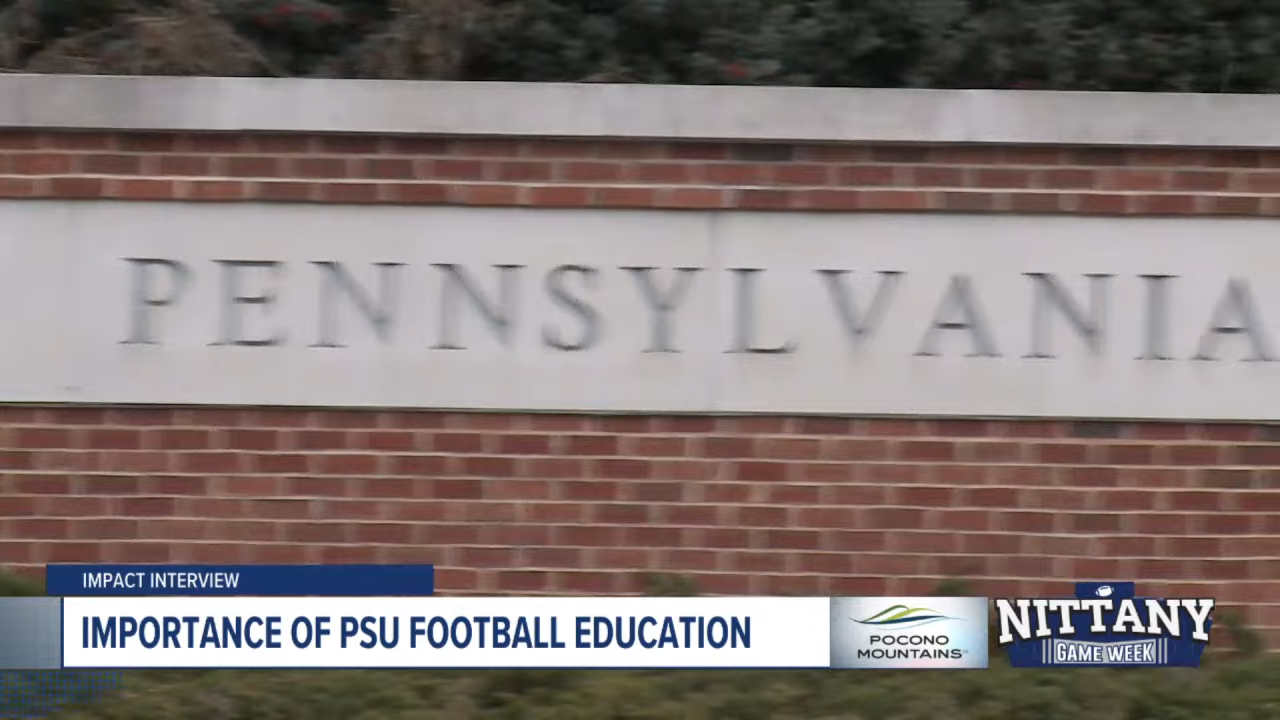 PENNSYLVANIA
IMPACT INTERVIEW
IMPORTANCE OF PSU FOOTBALL EDUCATION
POCONO
MOUNTAINS
NITTANY
GAME WEEK